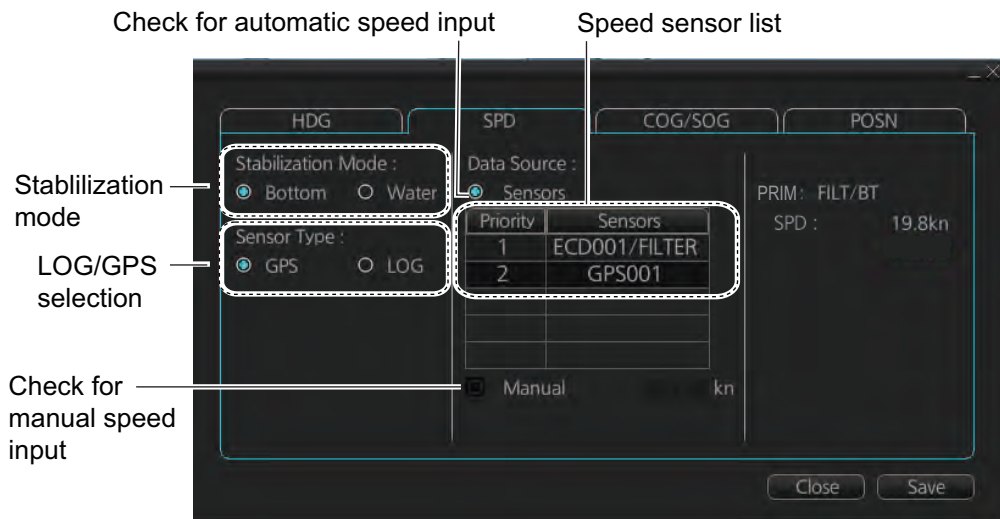 Check for automatic speed input
Speed sensor list
HDG
SPD
COG/SOG
POSN
Stabilization Mode :
Bottom
Water
Data Source :
Sensors
Stablilization
mode
PRIM: FILT/BT
SPD :
19.8kn
Priority
Sensors
1
ECD001/FILTER
2
GPS001
Sensor Type :
GPS
LOG
LOG/GPS
selection
Check for
manual speed
input
Manual
kn
Close
Save